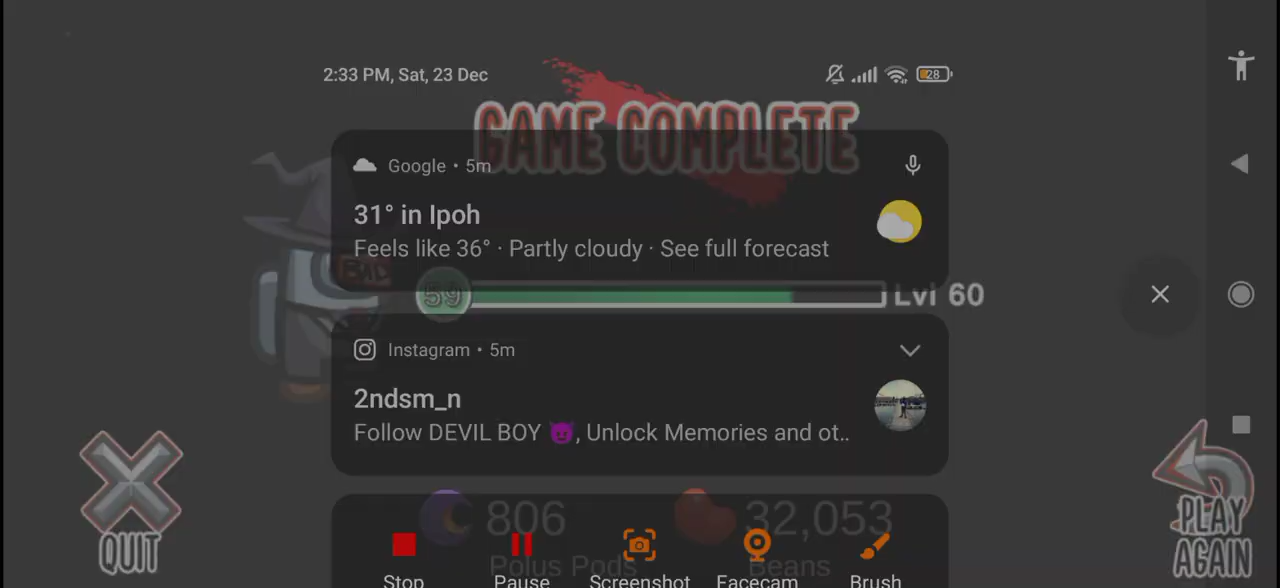 2:33 PM, Sat, 23 Dec
28
GAME COMPLETE
Google • 5m
31° in Ipoh
Feels like 36° · Partly cloudy · See full forecast
BAD
59
Lvl 60
Instagram • 5m
2ndsm_n
Follow DEVIL BOY 😈, Unlock Memories and ot..
806
32,053
Polus Pods
Beans
QUIT
PLAY
AGAIN
Stop
Pause
Screenshot
Facecam
Brush